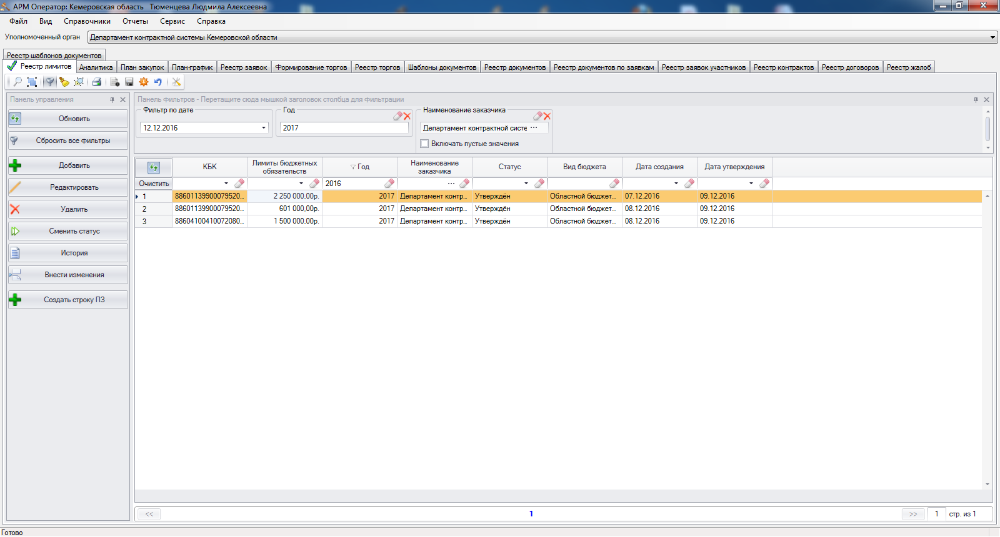 АРМ Оператор: Кемеровская область Тюменцева Людмила Алексеевна
Файл Вид Справочники Отчеты Сервис Справка
Уполномоченный орган Департамент контрактной системы Кемеровской области
Реестр шаблонов документов
Реестр лимитов Аналитика План закупок План-график Реестр заявок Формирование торгов Реестр торгов Шаблоны документов Реестр документов Реестр документов по заявкам Реестр заявок участников Реестр контрактов Реестр договоров Реестр жалоб
Панель управления
Обновить
Сбросить все фильтры
Добавить
Редактировать
Удалить
Сменить статус
История
Внести изменения
Создать строку ПЗ
Панель Фильтров - Перетащите сюда мышкой заголовок столбца для фильтрации
Фильтр по дате Год Наименование заказчика
12.12.2016 2017 Департамент контрактной систе ...
Включать пустые значения
КБК Лимиты бюджетных обязательств Год Наименование заказчика Статус Вид бюджета Дата создания Дата утверждения
Очистить 2016 ...
1 88601139900079520... 2 250 000,00р. 2017 Департамент контр... Утверждён Областной бюджет... 07.12.2016 09.12.2016
2 88601139900079520... 601 000,00р. 2017 Департамент контр... Утверждён Областной бюджет... 08.12.2016 09.12.2016
3 88604100410072080... 1 500 000,00р. 2017 Департамент контр... Утверждён Областной бюджет... 08.12.2016 09.12.2016
<< 1 >> 1 стр. из 1
Готово